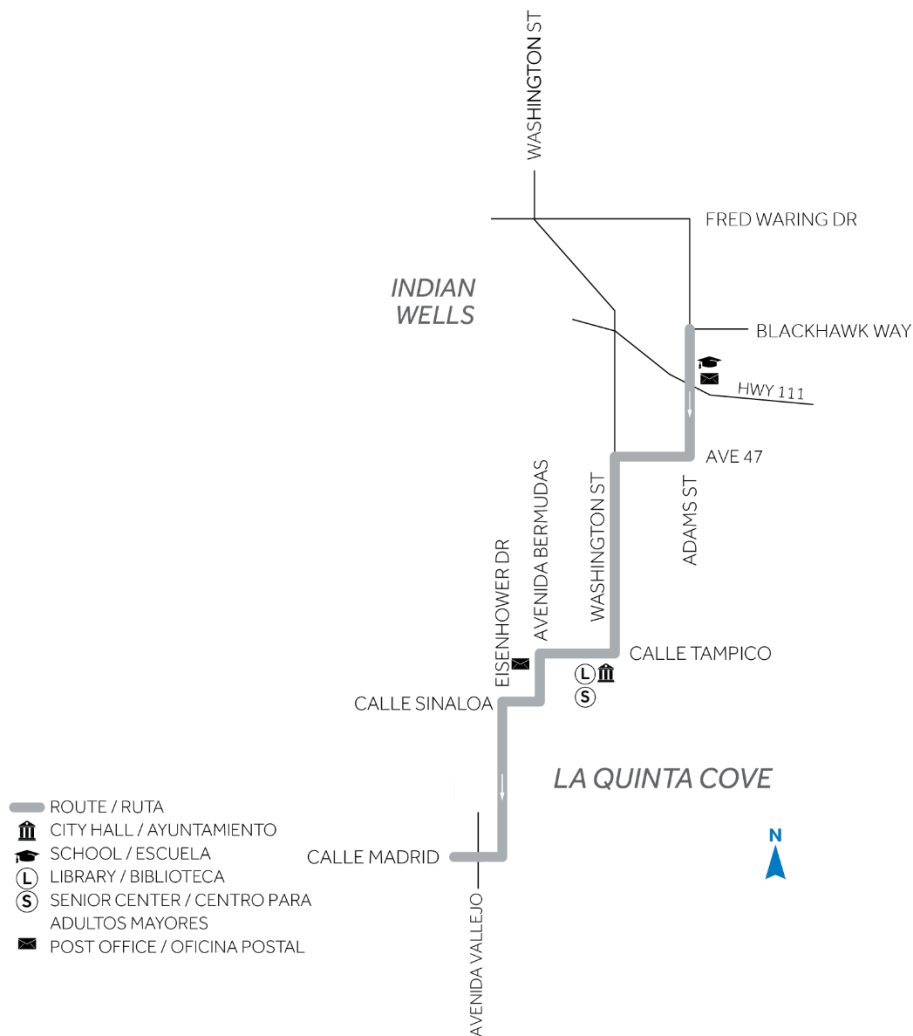 WASHINGTON ST
FRED WARING DR
INDIAN
WELLS
BLACKHAWK WAY
HWY 111
AVE 47
ADAMS ST
WASHINGTON ST
AVENIDA BERMUDAS
EISENHOWER DR
CALLE TAMPICO
L
S
CALLE SINALOA
LA QUINTA COVE
ROUTE / RUTA
CITY HALL / AYUNTAMIENTO
SCHOOL / ESCUELA
L LIBRARY / BIBLIOTECA
S SENIOR CENTER / CENTRO PARA
ADULTOS MAYORES
POST OFFICE / OFICINA POSTAL
CALLE MADRID
AVENIDA VALLEJO
N